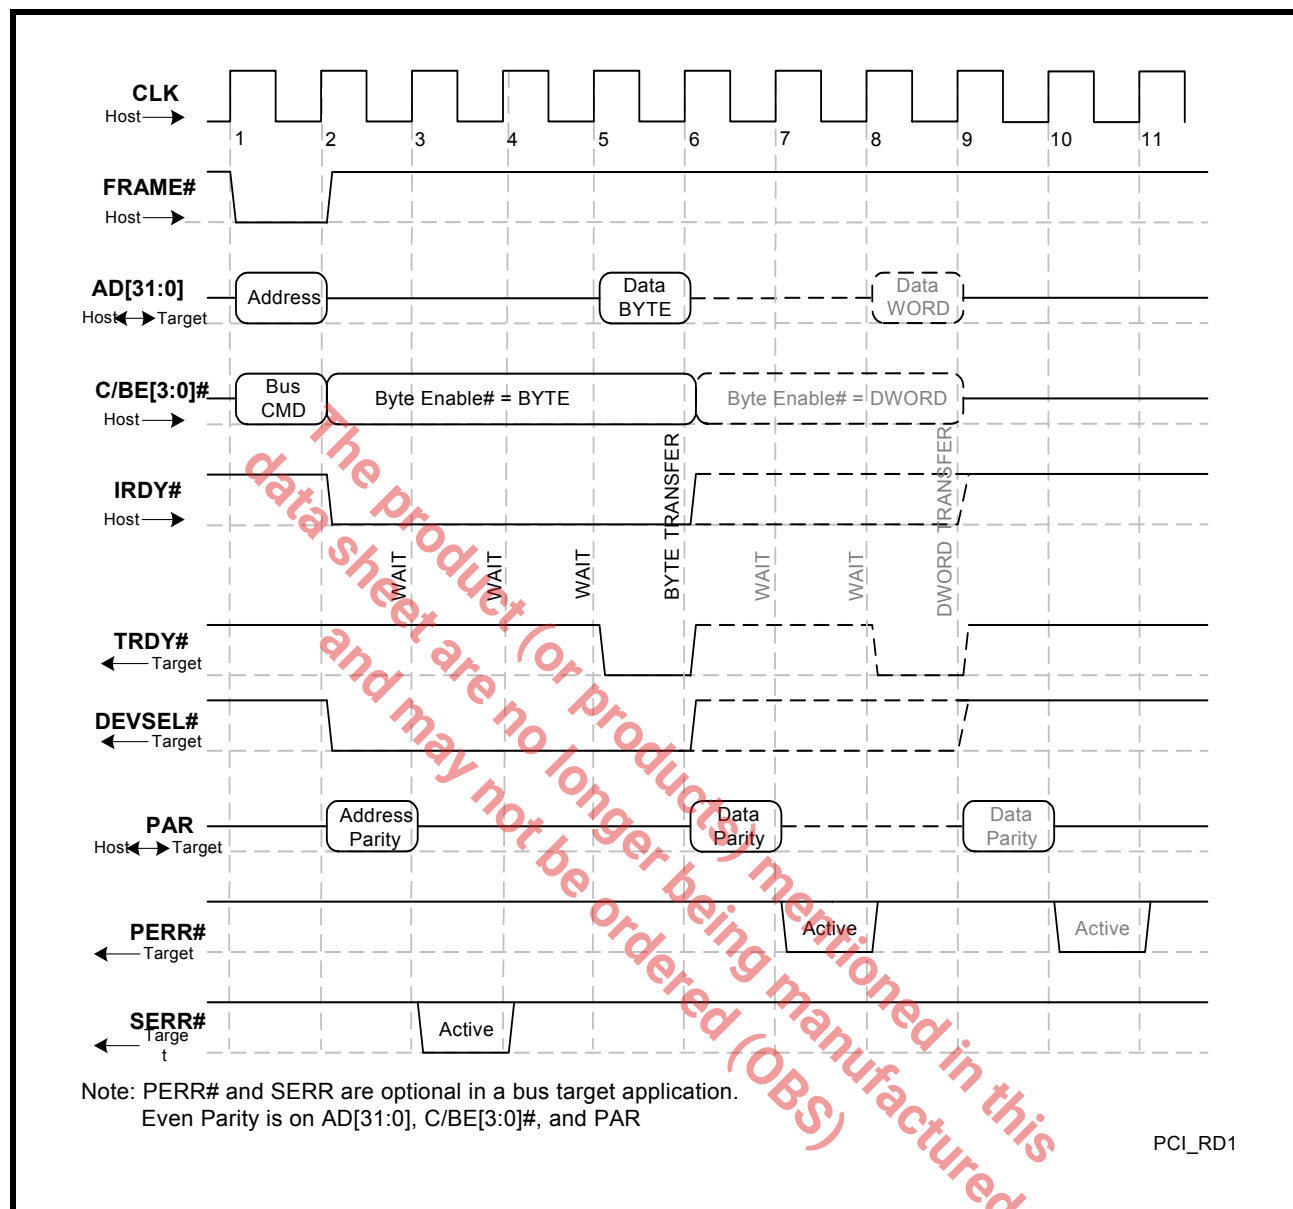 CLK
Host
1 2 3 4 5 6 7 8 9 10 11
FRAME#
Host
AD[31:0]
Host Target
Address
Data
BYTE
Data
WORD
C/BE[3:0]#
Host
Bus
CMD
Byte Enable# = BYTE
Byte Enable# = DWORD
IRDY#
Host
WAIT
WAIT
WAIT
BYTE TRANSFER
WAIT
WAIT
DWORD TRANSFER
TRDY#
Target
DEVSEL#
Target
PAR
Host Target
Address
Parity
Data
Parity
Data
Parity
PERR#
Target
Active
Active
SERR#
Targe
t
Active
Note: PERR# and SERR are optional in a bus target application.
Even Parity is on AD[31:0], C/BE[3:0]#, and PAR
PCI_RD1
The product (or products) mentioned in this
data sheet are no longer being manufactured
and may not be ordered (OBS)